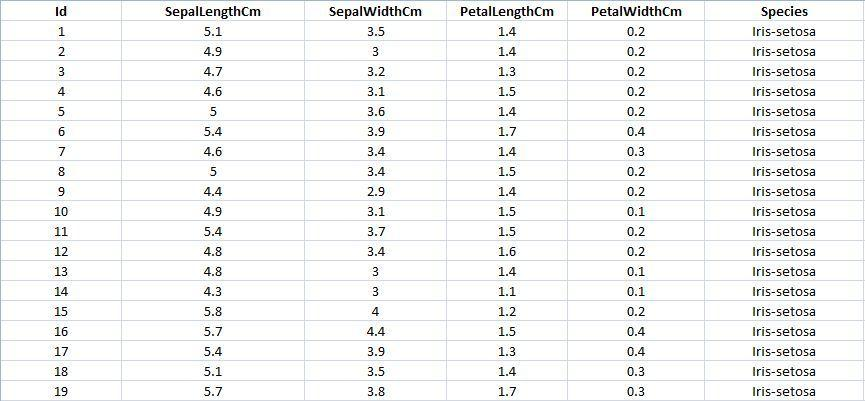 Id SepalLengthCm SepalWidthCm PetalLengthCm PetalWidthCm Species
1 5.1 3.5 1.4 0.2 Iris-setosa
2 4.9 3 1.4 0.2 Iris-setosa
3 4.7 3.2 1.3 0.2 Iris-setosa
4 4.6 3.1 1.5 0.2 Iris-setosa
5 5 3.6 1.4 0.2 Iris-setosa
6 5.4 3.9 1.7 0.4 Iris-setosa
7 4.6 3.4 1.4 0.3 Iris-setosa
8 5 3.4 1.5 0.2 Iris-setosa
9 4.4 2.9 1.4 0.2 Iris-setosa
10 4.9 3.1 1.5 0.1 Iris-setosa
11 5.4 3.7 1.5 0.2 Iris-setosa
12 4.8 3.4 1.6 0.2 Iris-setosa
13 4.8 3 1.4 0.1 Iris-setosa
14 4.3 3 1.1 0.1 Iris-setosa
15 5.8 4 1.2 0.2 Iris-setosa
16 5.7 4.4 1.5 0.4 Iris-setosa
17 5.4 3.9 1.3 0.4 Iris-setosa
18 5.1 3.5 1.4 0.3 Iris-setosa
19 5.7 3.8 1.7 0.3 Iris-setosa